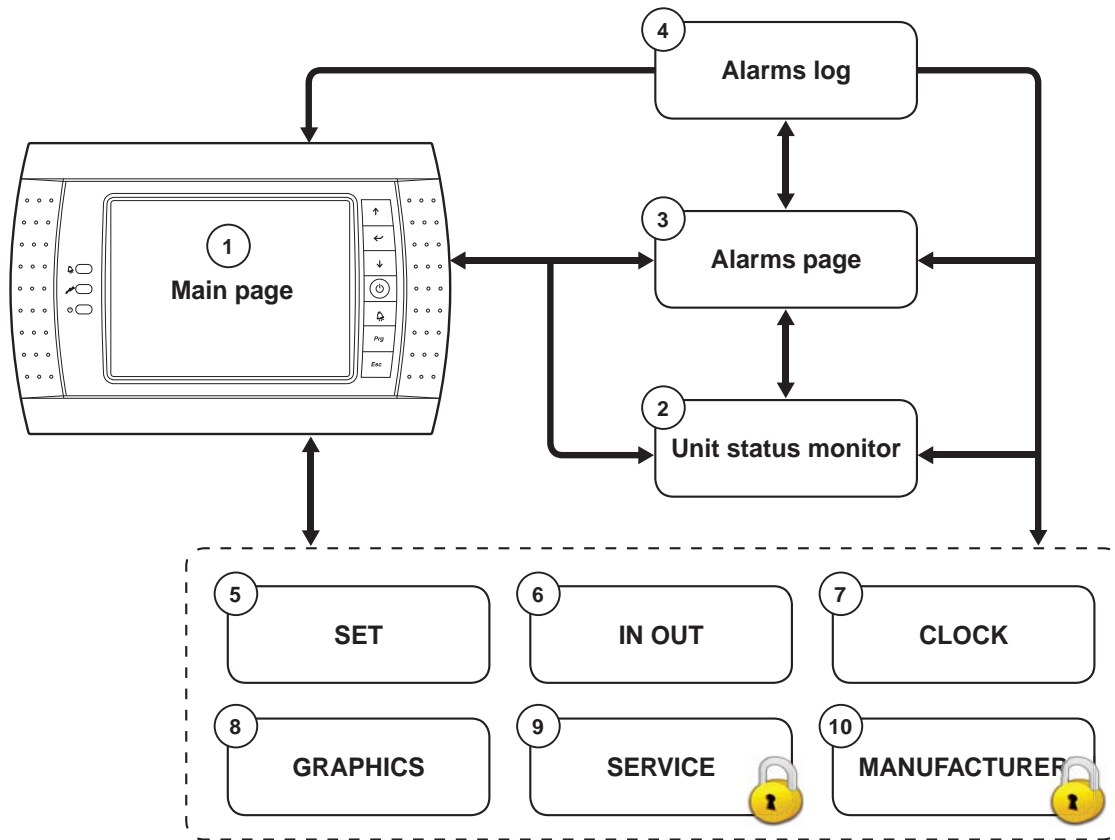 4
Alarms log
3
Alarms page
1
Main page
Prg
Esc
2
Unit status monitor
5
SET
6
IN OUT
7
CLOCK
8
GRAPHICS
9
SERVICE
10
MANUFACTURER